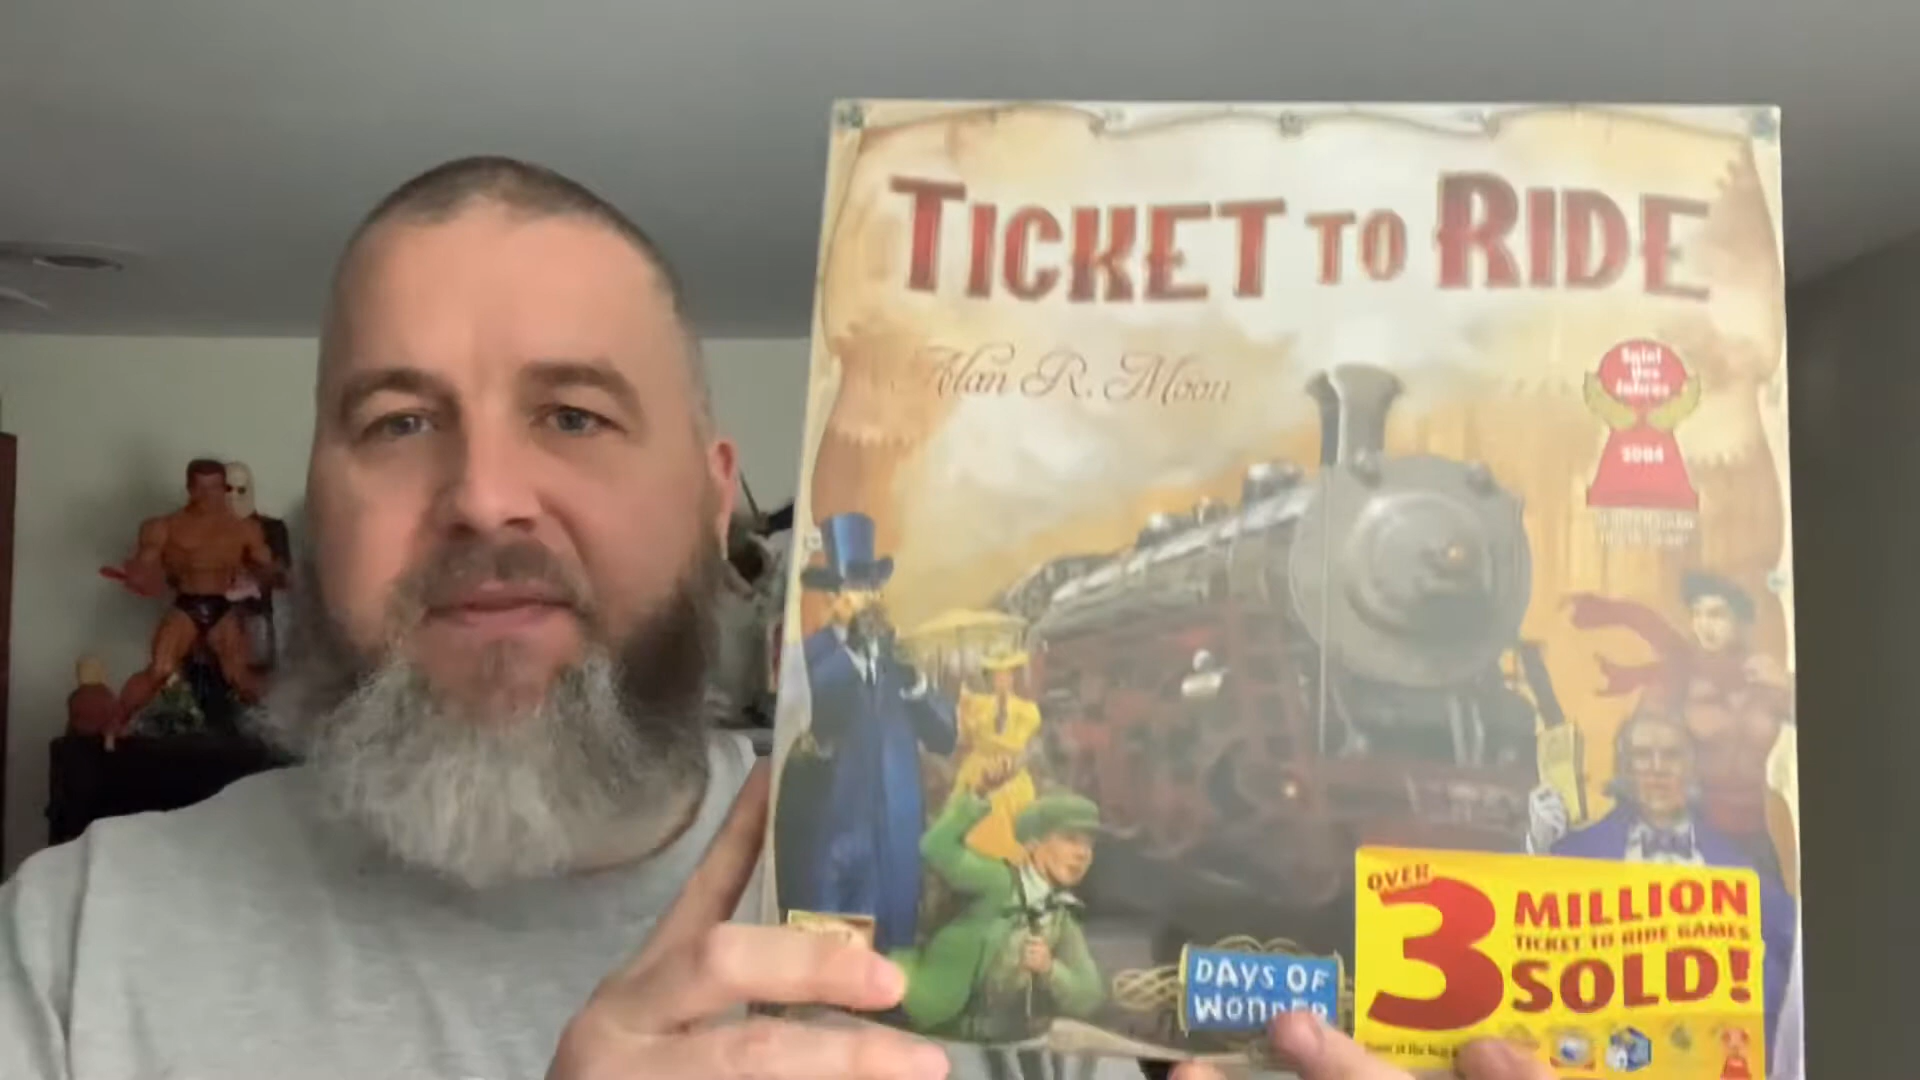 TICKET TO RIDE
Alan R. Moon
Spiel
Des
Jahres
2004
DAYS OF
WONDER
OVER
3 MILLION
TICKET TO RIDE GAMES
SOLD!